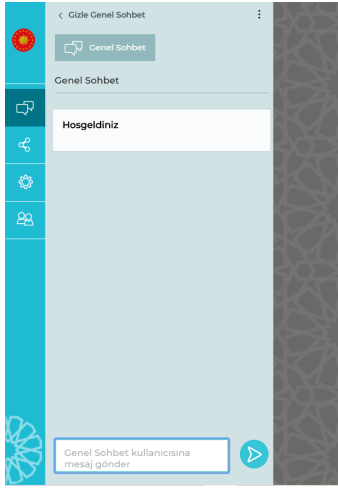 Gizle Genel Sohbet
Genel Sohbet
Genel Sohbet
Hosgeldiniz
Genel Sohbet kullanıcısına
mesaj gönder